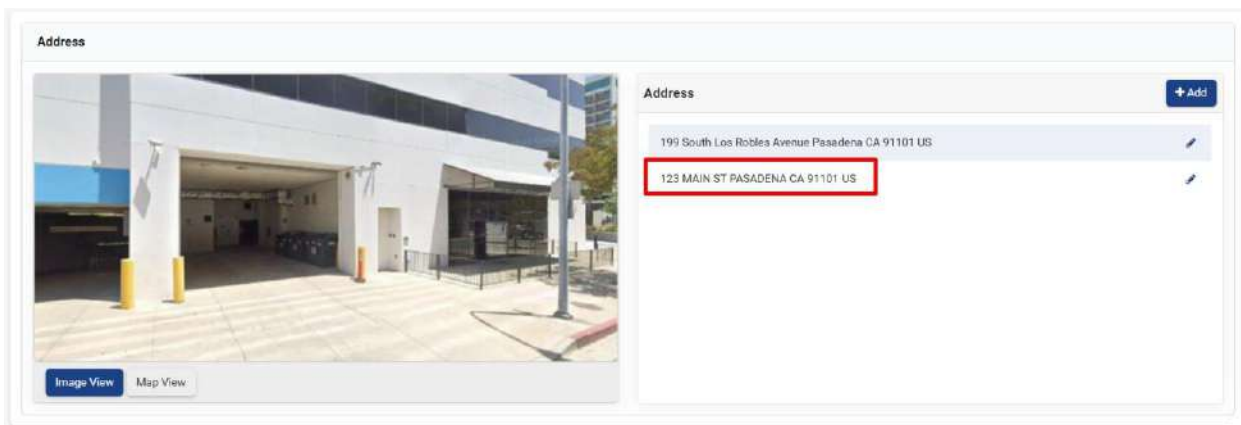 Address
Address
+ Add
199 South Los Robles Avenue Pasadena CA 91101 US
123 MAIN ST PASADENA CA 91101 US
Image View
Map View